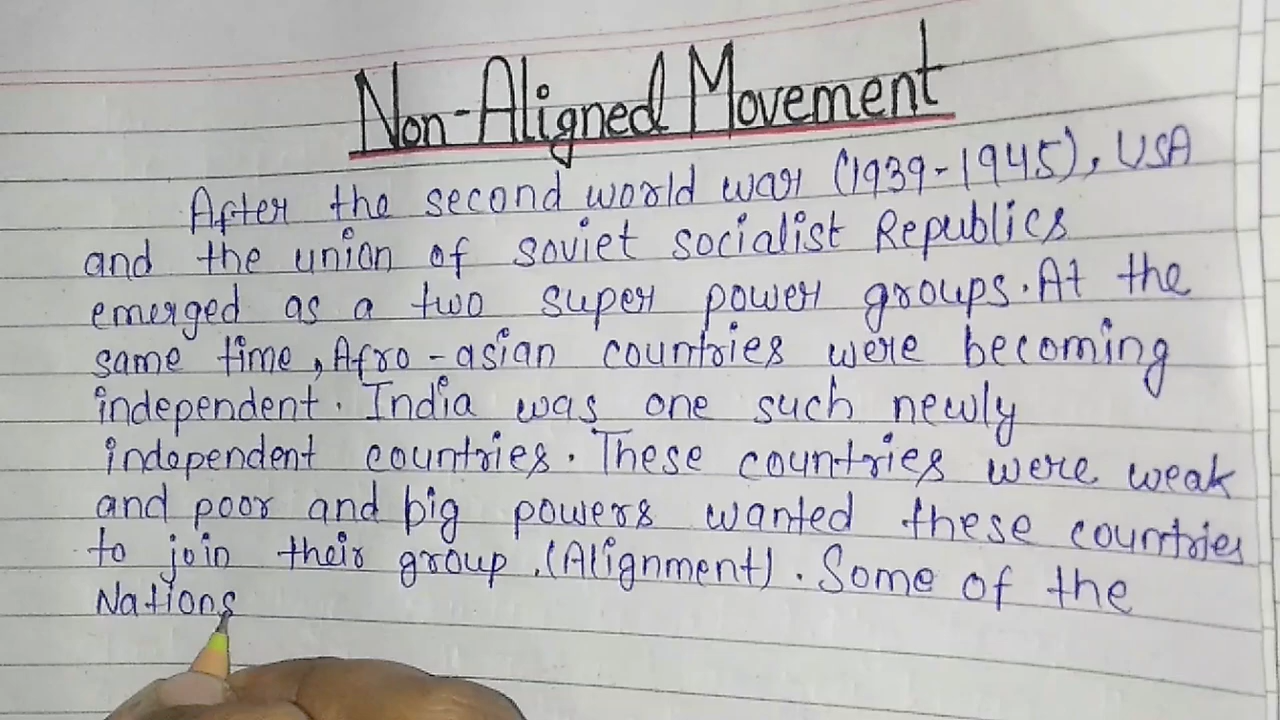 Non-Aligned Movement
After the second world war (1939-1945), USA
and the union of soviet socialist Republics
emerged as a two super power groups. At the
same time, Afro-asian countries were becoming
independent. India was one such newly
independent countries. These countries were weak
and poor and big powers wanted these countries
to join their group .(Alignment). Some of the
Nations